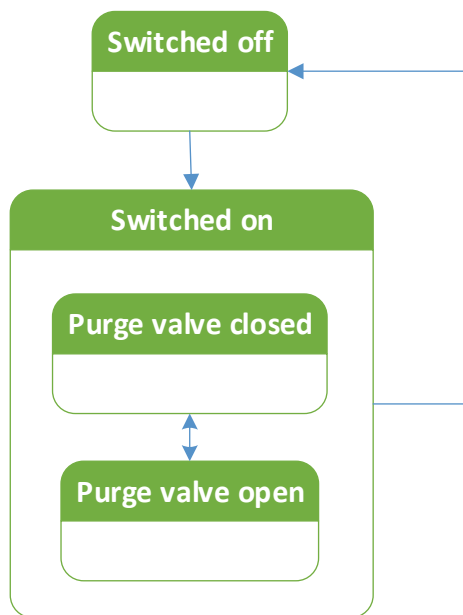 Switched off
Switched on
Purge valve closed
Purge valve open